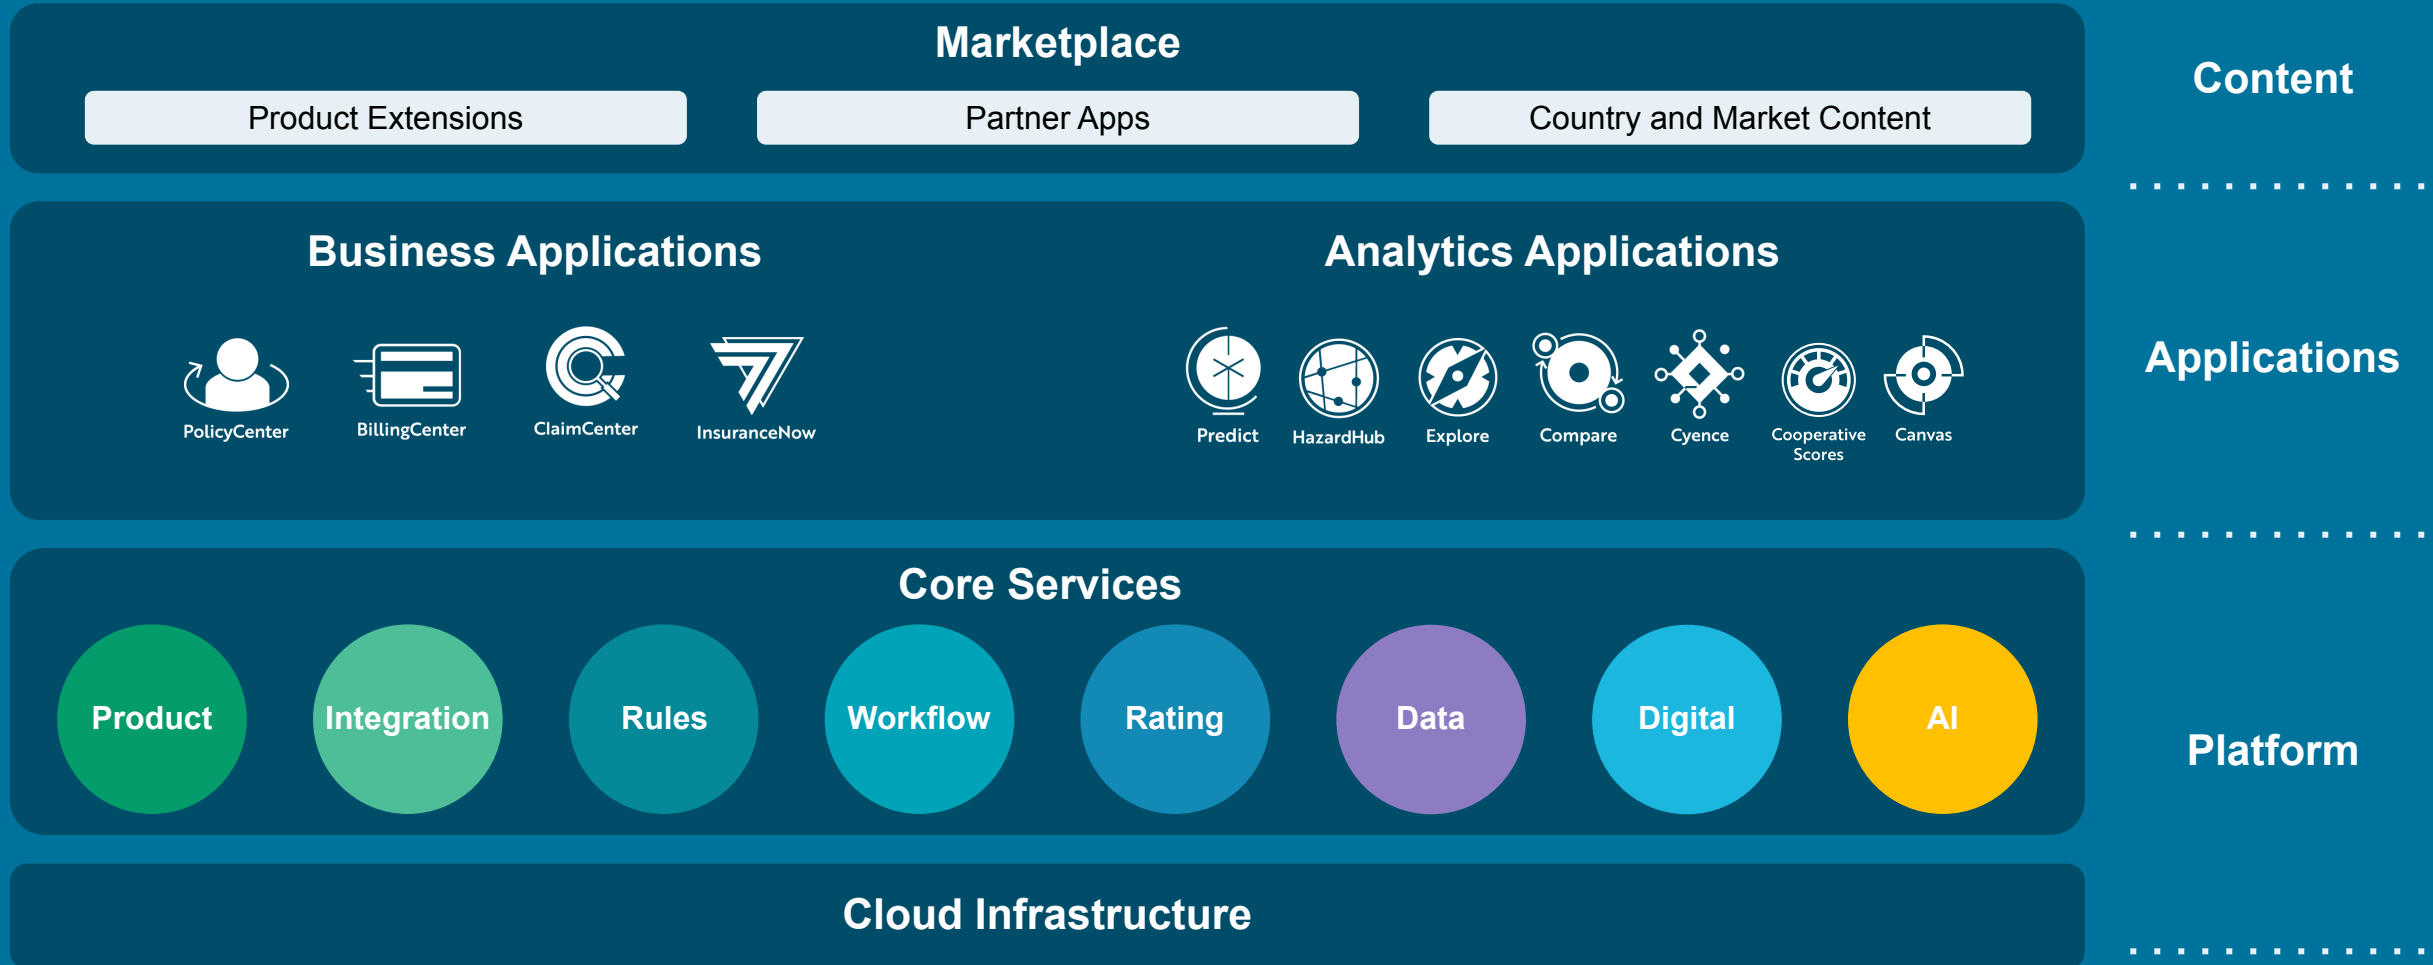 Marketplace
Content
Product Extensions
Partner Apps
Country and Market Content
Business Applications
Analytics Applications
Applications
PolicyCenter
BillingCenter
ClaimCenter
InsuranceNow
Predict
HazardHub
Explore
Compare
Cyence
Cooperative
Scores
Canvas
Core Services
Product
Integration
Rules
Workflow
Rating
Data
Digital
AI
Platform
Cloud Infrastructure